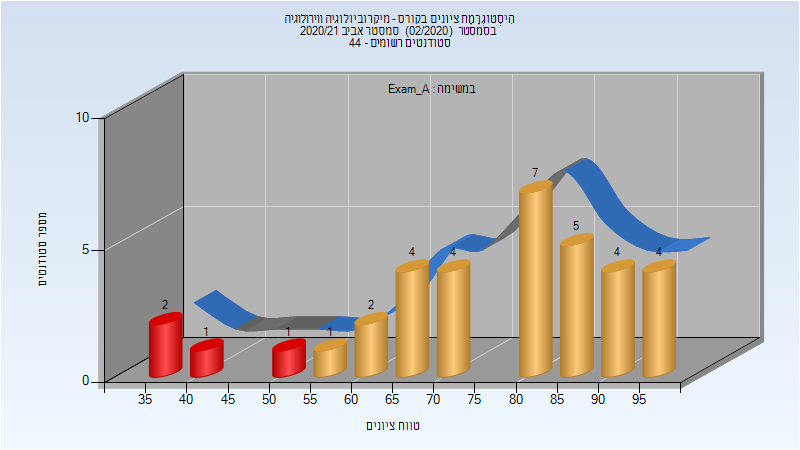 הִיסְטוֹגְרָמַת ציונים בקורס - מיקרוביולוגיה ווירולוגיה
בסמסטר (02/2020) סמסטר אביב 2020/21
סטודנטים רשומים - 44
במשימה : Exam_A
מספר סטודנטים
10
5
0
2
1
1
1
2
4
4
7
5
4
4
35 40 45 50 55 60 65 70 75 80 85 90 95
טווח ציונים